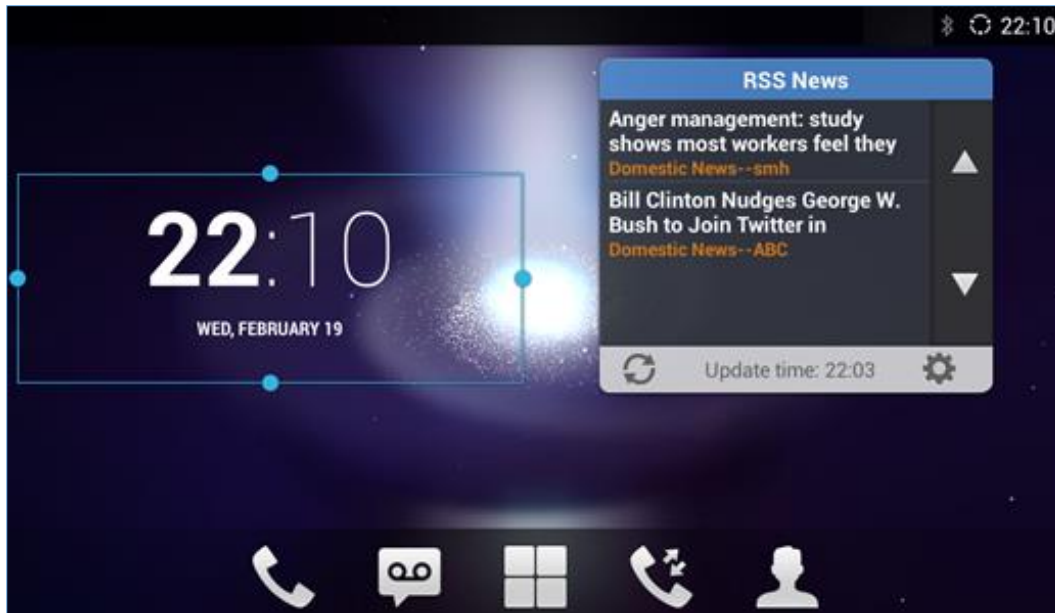 22:10
RSS News
Anger management: study
shows most workers feel they
Domestic News--smh
Bill Clinton Nudges George W.
Bush to Join Twitter in
Domestic News--ABC
22:10
WED, FEBRUARY 19
Update time: 22:03